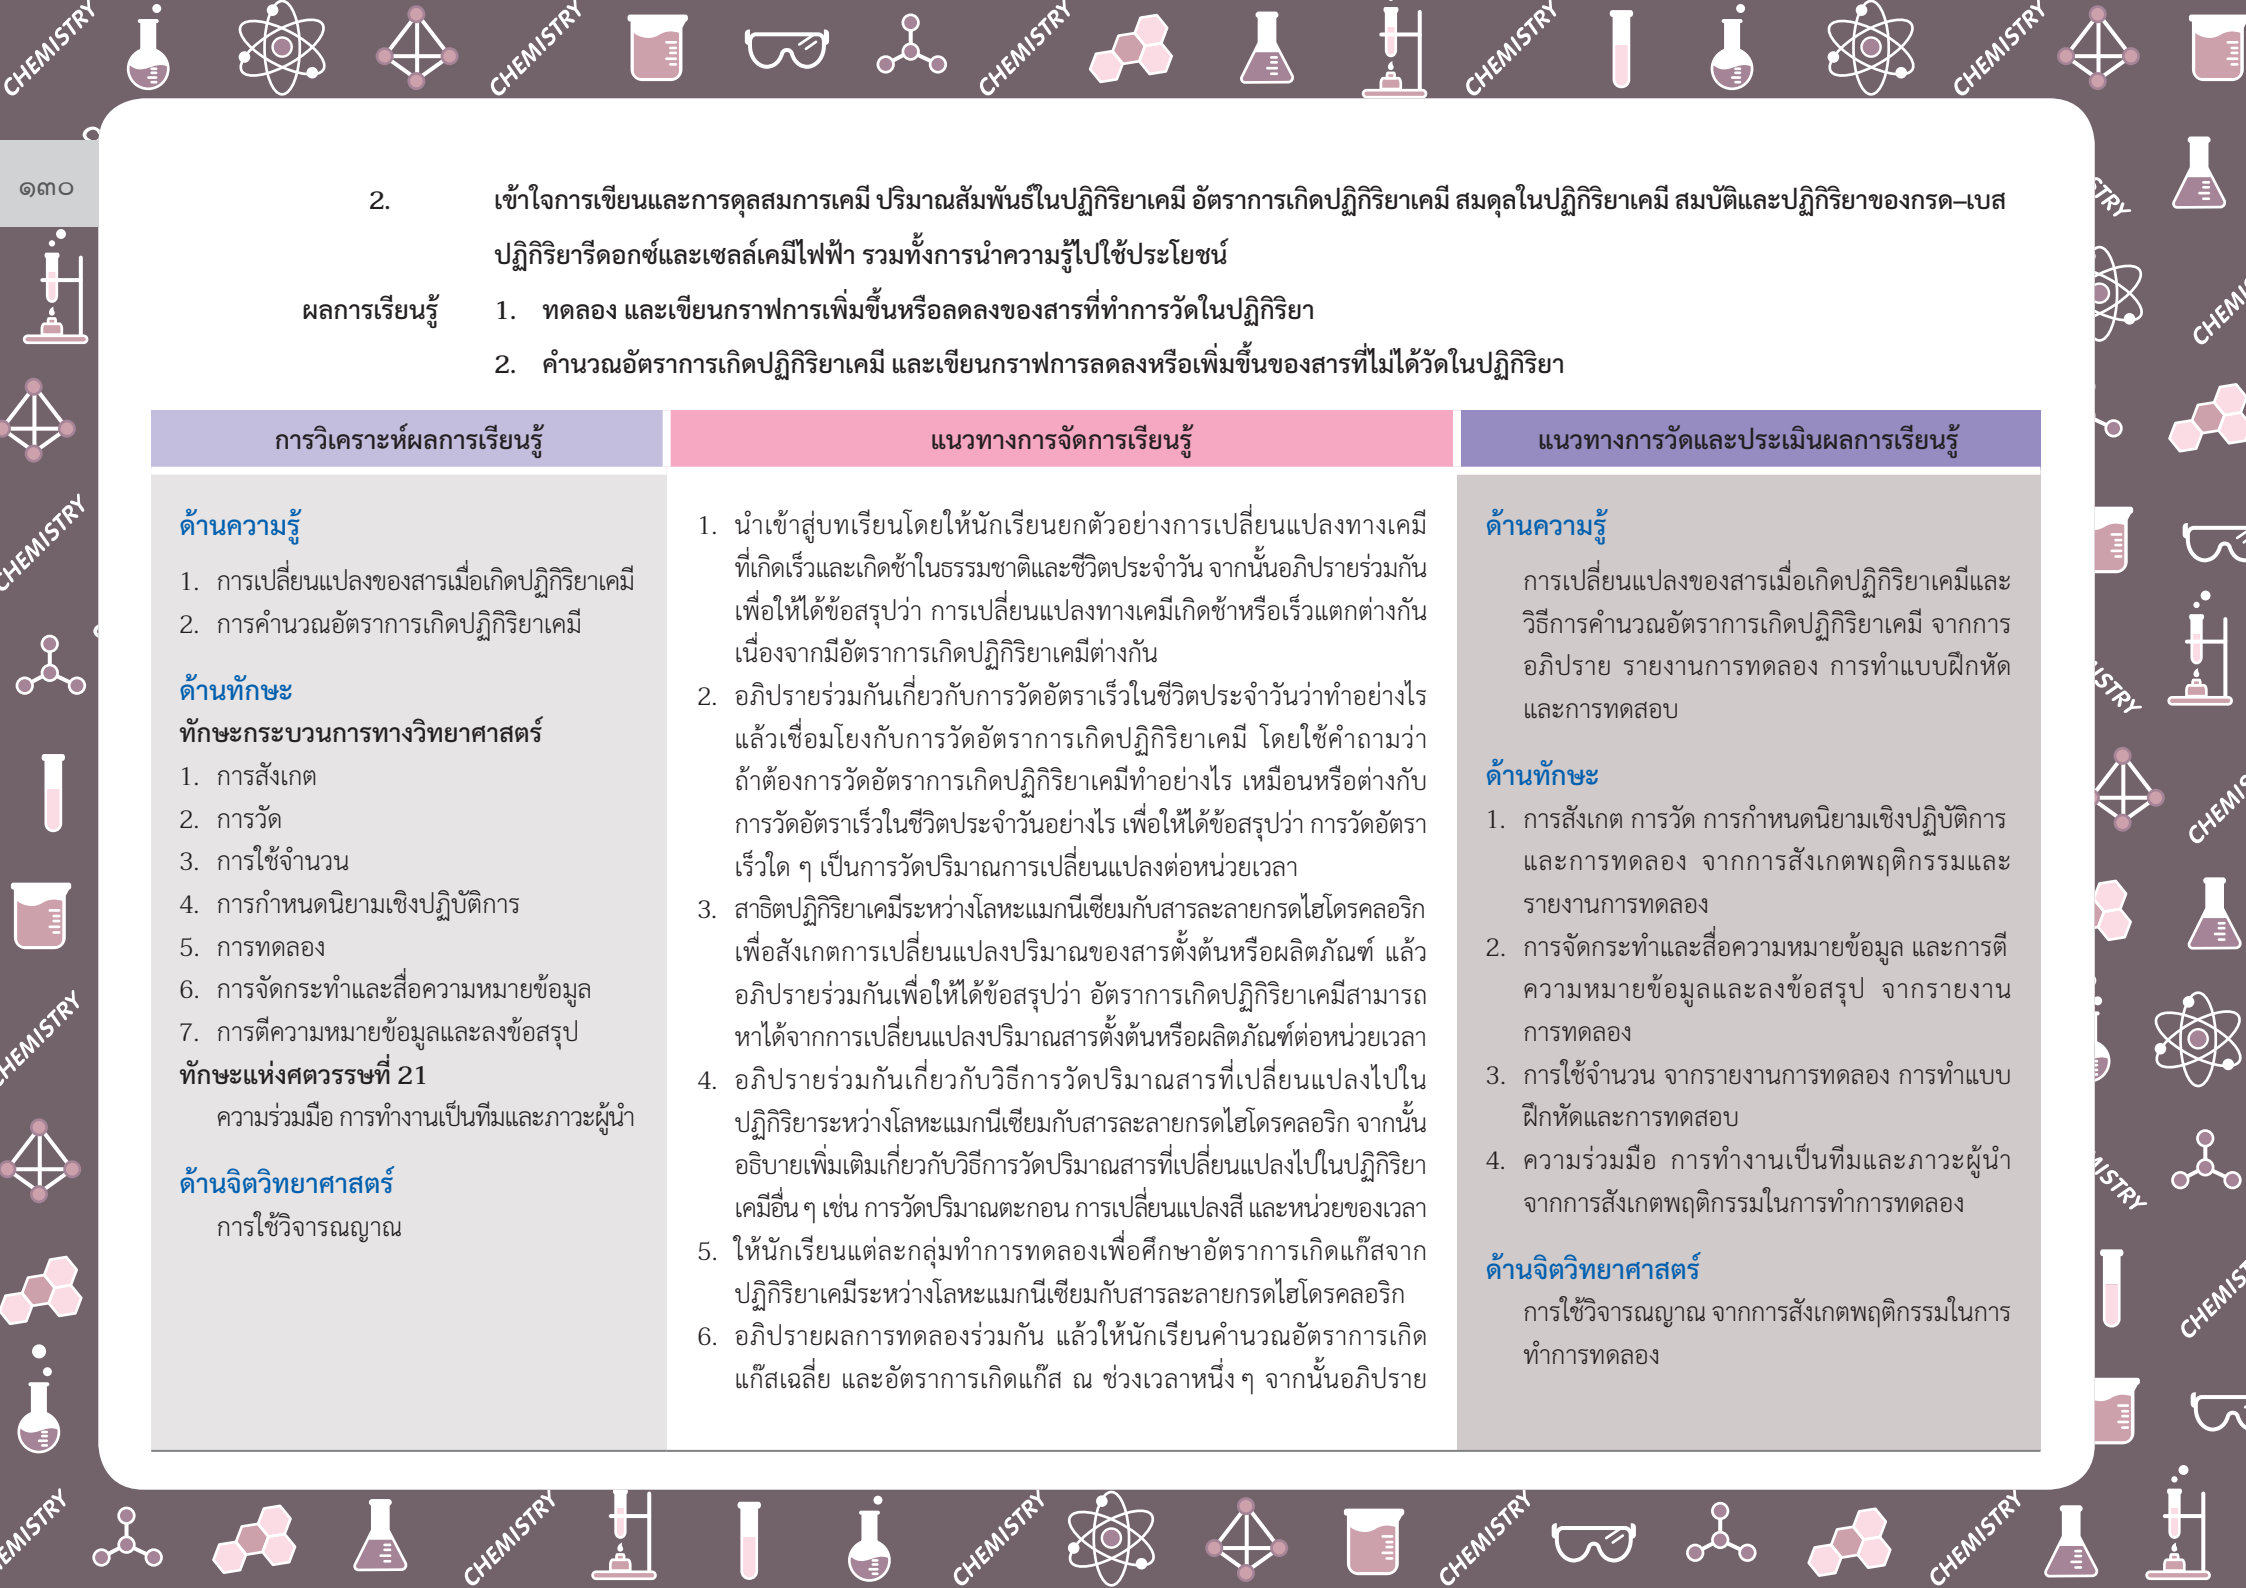 ๑๓๐
2. เข้าใจการเขียนและการดุลสมการเคมี ปริมาณสัมพันธ์ในปฏิกิริยาเคมี อัตราการเกิดปฏิกิริยาเคมี สมดุลในปฏิกิริยาเคมี สมบัติและปฏิกิริยาของกรด–เบส
ปฏิกิริยารีดอกซ์และเซลล์เคมีไฟฟ้า รวมทั้งการนำความรู้ไปใช้ประโยชน์
ผลการเรียนรู้ 1. ทดลอง และเขียนกราฟการเพิ่มขึ้นหรือลดลงของสารที่ทำการวัดในปฏิกิริยา
2. คำนวณอัตราการเกิดปฏิกิริยาเคมี และเขียนกราฟการลดลงหรือเพิ่มขึ้นของสารที่ไม่ได้วัดในปฏิกิริยา
การวิเคราะห์ผลการเรียนรู้
ด้านความรู้
1. การเปลี่ยนแปลงของสารเมื่อเกิดปฏิกิริยาเคมี
2. การคำนวณอัตราการเกิดปฏิกิริยาเคมี
ด้านทักษะ
ทักษะกระบวนการทางวิทยาศาสตร์
1. การสังเกต
2. การวัด
3. การใช้จำนวน
4. การกำหนดนิยามเชิงปฏิบัติการ
5. การทดลอง
6. การจัดกระทำและสื่อความหมายข้อมูล
7. การตีความหมายข้อมูลและลงข้อสรุป
ทักษะแห่งศตวรรษที่ 21
ความร่วมมือ การทำงานเป็นทีมและภาวะผู้นำ
ด้านจิตวิทยาศาสตร์
การใช้วิจารณญาณ
แนวทางการจัดการเรียนรู้
1. นำเข้าสู่บทเรียนโดยให้นักเรียนยกตัวอย่างการเปลี่ยนแปลงทางเคมี
ที่เกิดเร็วและเกิดช้าในธรรมชาติและชีวิตประจำวัน จากนั้นอภิปรายร่วมกัน
เพื่อให้ได้ข้อสรุปว่า การเปลี่ยนแปลงทางเคมีเกิดช้าหรือเร็วแตกต่างกัน
เนื่องจากมีอัตราการเกิดปฏิกิริยาเคมีต่างกัน
2. อภิปรายร่วมกันเกี่ยวกับการวัดอัตราเร็วในชีวิตประจำวันว่าทำอย่างไร
แล้วเชื่อมโยงกับการวัดอัตราการเกิดปฏิกิริยาเคมี โดยใช้คำถามว่า
ถ้าต้องการวัดอัตราการเกิดปฏิกิริยาเคมีทำอย่างไร เหมือนหรือต่างกับ
การวัดอัตราเร็วในชีวิตประจำวันอย่างไร เพื่อให้ได้ข้อสรุปว่า การวัดอัตรา
เร็วใด ๆ เป็นการวัดปริมาณการเปลี่ยนแปลงต่อหน่วยเวลา
3. สาธิตปฏิกิริยาเคมีระหว่างโลหะแมกนีเซียมกับสารละลายกรดไฮโดรคลอริก
เพื่อสังเกตการเปลี่ยนแปลงปริมาณของสารตั้งต้นหรือผลิตภัณฑ์ แล้ว
อภิปรายร่วมกันเพื่อให้ได้ข้อสรุปว่า อัตราการเกิดปฏิกิริยาเคมีสามารถ
หาได้จากการเปลี่ยนแปลงปริมาณสารตั้งต้นหรือผลิตภัณฑ์ต่อหน่วยเวลา
4. อภิปรายร่วมกันเกี่ยวกับวิธีการวัดปริมาณสารที่เปลี่ยนแปลงไปใน
ปฏิกิริยาระหว่างโลหะแมกนีเซียมกับสารละลายกรดไฮโดรคลอริก จากนั้น
อธิบายเพิ่มเติมเกี่ยวกับวิธีการวัดปริมาณสารที่เปลี่ยนแปลงไปในปฏิกิริยา
เคมีอื่น ๆ เช่น การวัดปริมาณตะกอน การเปลี่ยนแปลงสี และหน่วยของเวลา
5. ให้นักเรียนแต่ละกลุ่มทำการทดลองเพื่อศึกษาอัตราการเกิดแก๊สจาก
ปฏิกิริยาเคมีระหว่างโลหะแมกนีเซียมกับสารละลายกรดไฮโดรคลอริก
6. อภิปรายผลการทดลองร่วมกัน แล้วให้นักเรียนคำนวณอัตราการเกิด
แก๊สเฉลี่ย และอัตราการเกิดแก๊ส ณ ช่วงเวลาหนึ่ง ๆ จากนั้นอภิปราย
แนวทางการวัดและประเมินผลการเรียนรู้
ด้านความรู้
การเปลี่ยนแปลงของสารเมื่อเกิดปฏิกิริยาเคมีและ
วิธีการคำนวณอัตราการเกิดปฏิกิริยาเคมี จากการ
อภิปราย รายงานการทดลอง การทำแบบฝึกหัด
และการทดสอบ
ด้านทักษะ
1. การสังเกต การวัด การกำหนดนิยามเชิงปฏิบัติการ
และการทดลอง จากการสังเกตพฤติกรรมและ
รายงานการทดลอง
2. การจัดกระทำและสื่อความหมายข้อมูล และการตี
ความหมายข้อมูลและลงข้อสรุป จากรายงาน
การทดลอง
3. การใช้จำนวน จากรายงานการทดลอง การทำแบบ
ฝึกหัดและการทดสอบ
4. ความร่วมมือ การทำงานเป็นทีมและภาวะผู้นำ
จากการสังเกตพฤติกรรมในการทำการทดลอง
ด้านจิตวิทยาศาสตร์
การใช้วิจารณญาณ จากการสังเกตพฤติกรรมในการ
ทำการทดลอง
CHEMISTRY
CHEMISTRY
CHEMISTRY
CHEMISTRY
CHEMISTRY
CHEMISTRY
CHEMISTRY
CHEMISTRY
CHEMISTRY